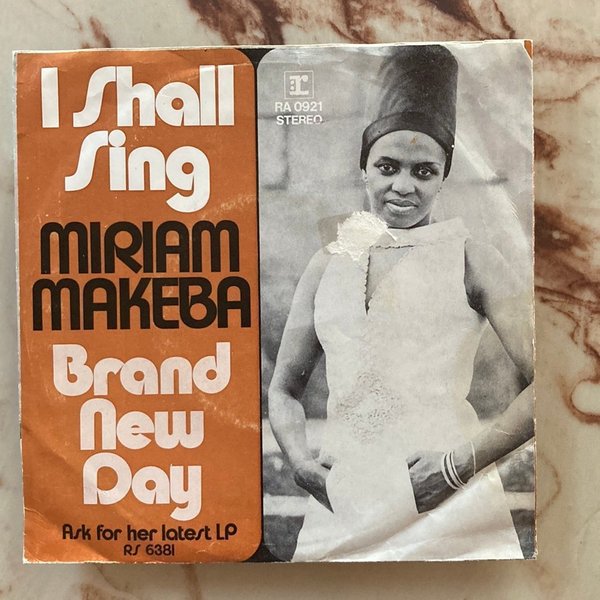 I Shall
Sing
MIRIAM
MAKEBA
Brand
New
Day
Ask for her latest LP
RS 6381
r
RA 0921
STEREO